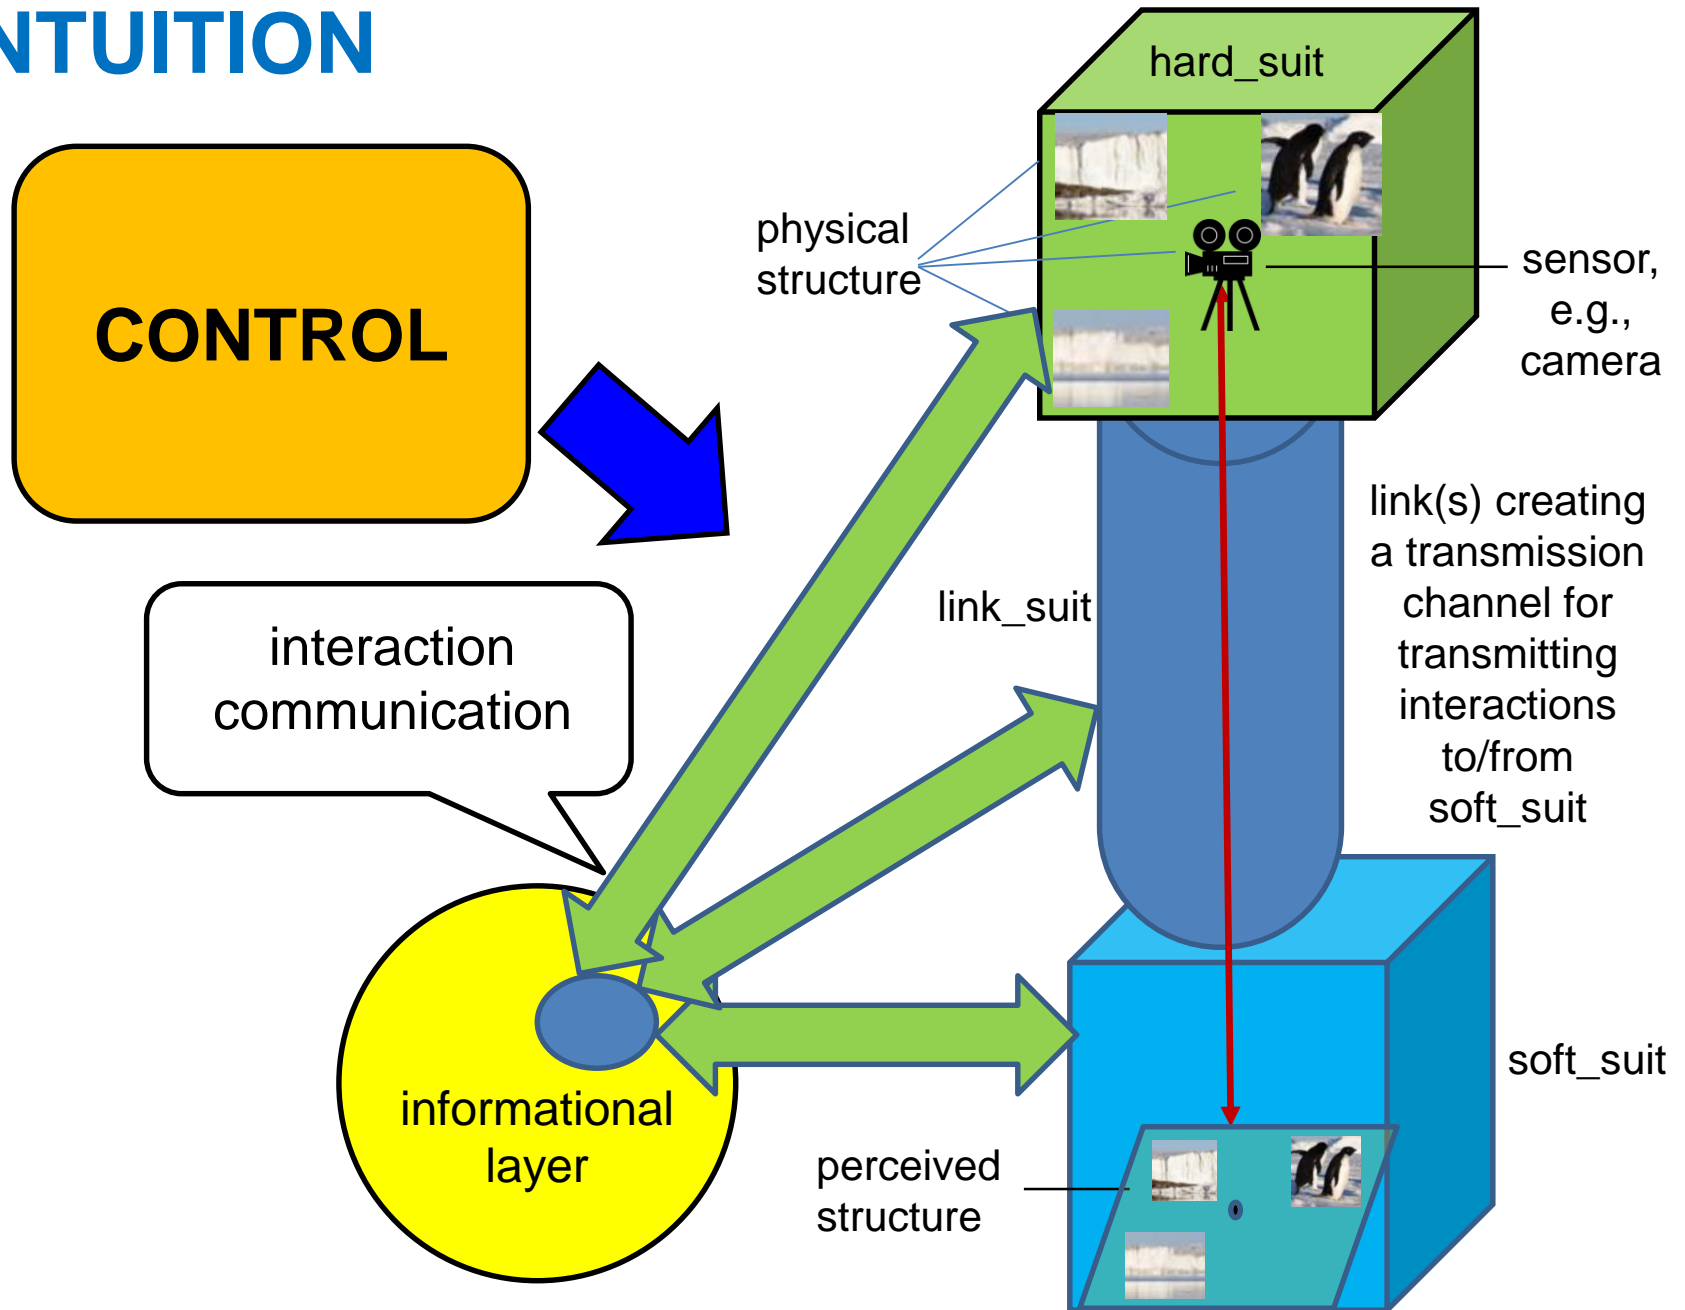 NTUITION
hard_suit
CONTROL
physical
structure
sensor,
e.g.,
camera
link(s) creating
a transmission
channel for
transmitting
interactions
to/from
soft_suit
link_suit
interaction
communication
informational
layer
soft_suit
perceived
structure